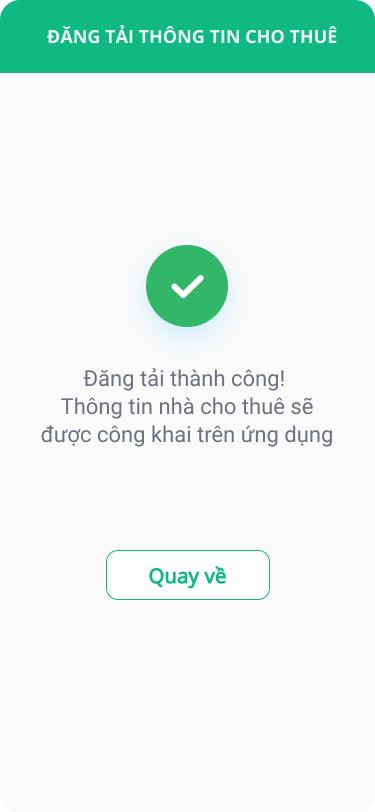 ĐĂNG TẢI THÔNG TIN CHO THUÊ
Đăng tải thành công!
Thông tin nhà cho thuê sẽ
được công khai trên ứng dụng
Quay về